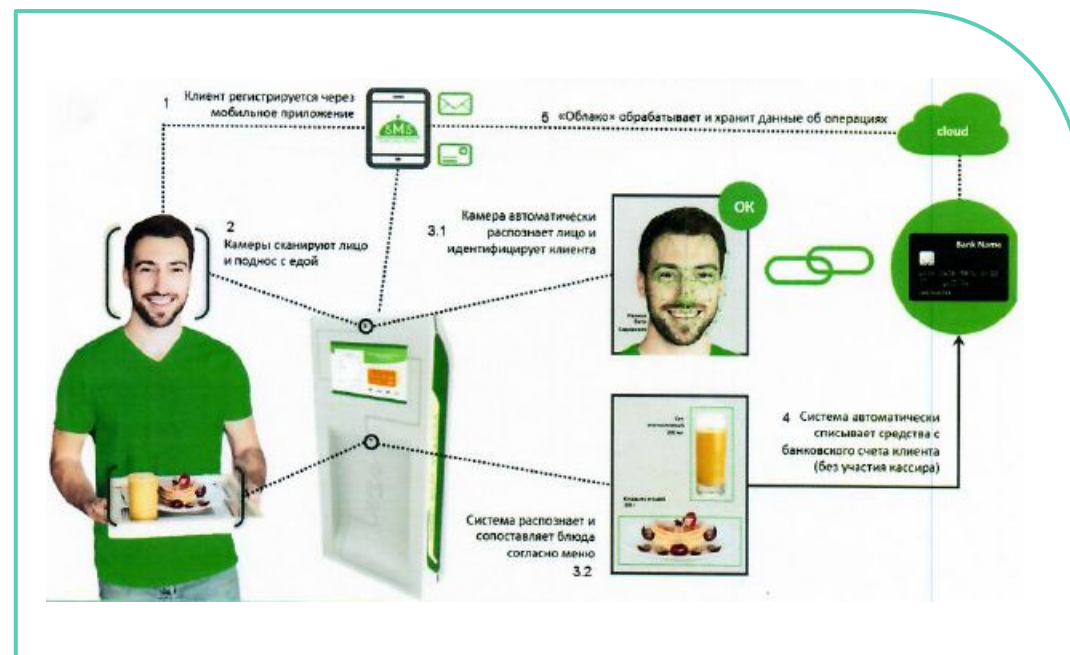 1 Клиент регистрируется через
мобильное приложение
SMS
5 «Облако» обрабатывает и хранит данные об операциях
cloud
2
Камеры сканируют лицо
и поднос с едой
3.1
Камера автоматически
распознает лицо и
идентифицирует клиента
OK
Bank Name
4 Система автоматически
списывает средства с
банковского счета клиента
(без участия кассира)
Система распознает и
сопоставляет блюда
согласно меню
3.2